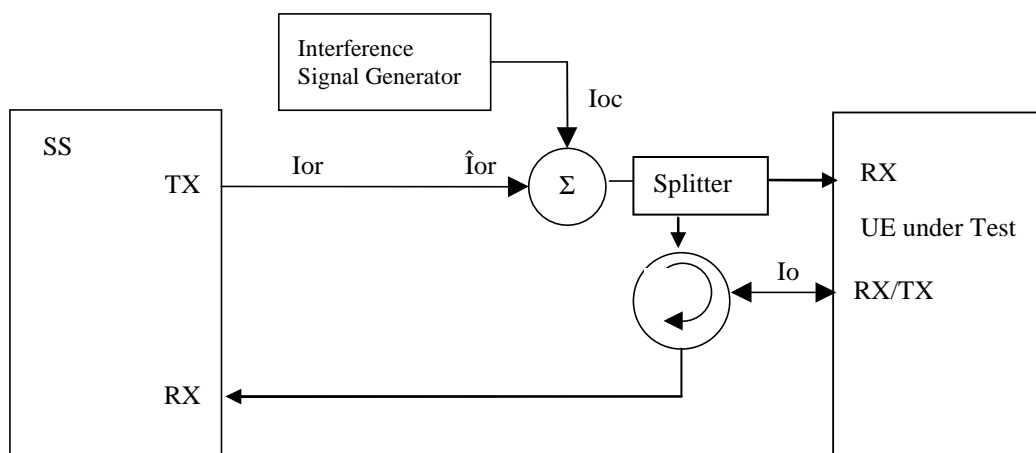 Interference
Signal Generator
Ioc
SS
TX
Ior
Îor
Σ
Splitter
RX
UE under Test
Io
RX/TX
RX